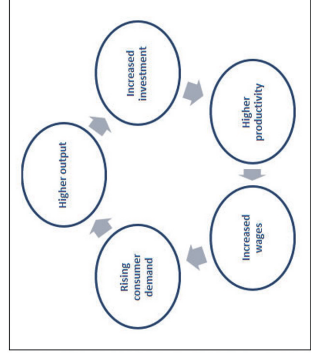 Higher output
Increased
investment
Higher
productivity
Increased
wages
Rising
consumer
demand